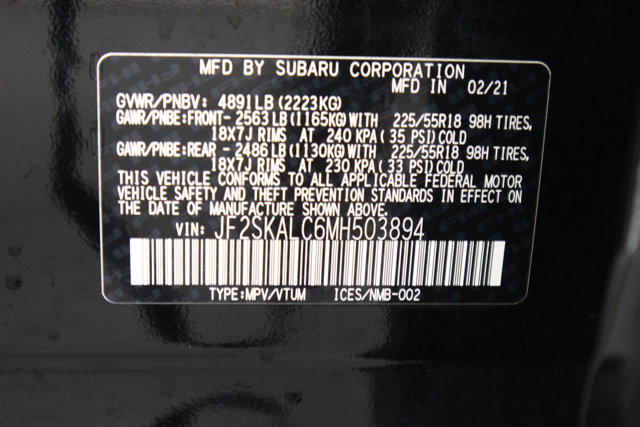 MFD BY SUBARU CORPORATION
MFD IN 02/21
GVWR/PNBV: 4891LB (2223KG)
GAWR/PNBE:FRONT- 2563LB (1165KG)WITH 225/55R18 98H TIRES,
18X7J RIMS AT 240 KPA (35 PSI)COLD
GAWR/PNBE:REAR - 2486LB (1130KG)WITH 225/55R18 98H TIRES,
18X7J RIMS AT 230 KPA (33 PSI)COLD
THIS VEHICLE CONFORMS TO ALL APPLICABLE FEDERAL MOTOR
VEHICLE SAFETY AND THEFT PREVENTION STANDARDS IN EFFECT ON
THE DATE OF MANUFACTURE SHOWN ABOVE.
VIN: JF2SKALC6MH503894
TYPE:MPV/VTUM ICES/NMB-002